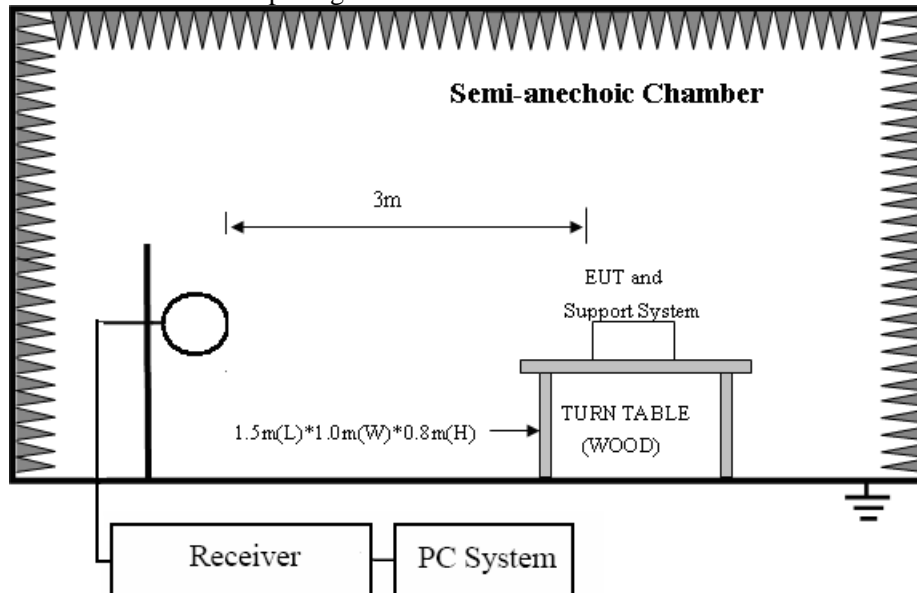 Semi-anechoic Chamber
3m
EUT and
Support System
1.5m(L)*1.0m(W)*0.8m(H)
TURN TABLE
(WOOD)
Receiver
PC System